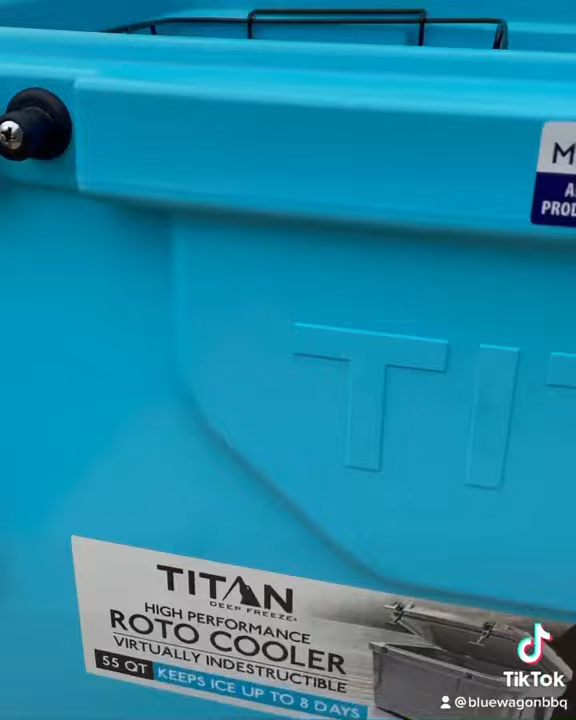 TIT
TITAN
DEEP FREEZE
HIGH PERFORMANCE
ROTO COOLER
VIRTUALLY INDESTRUCTIBLE
55 QT KEEPS ICE UP TO 8 DAYS
TikTok
@bluewagonbbq